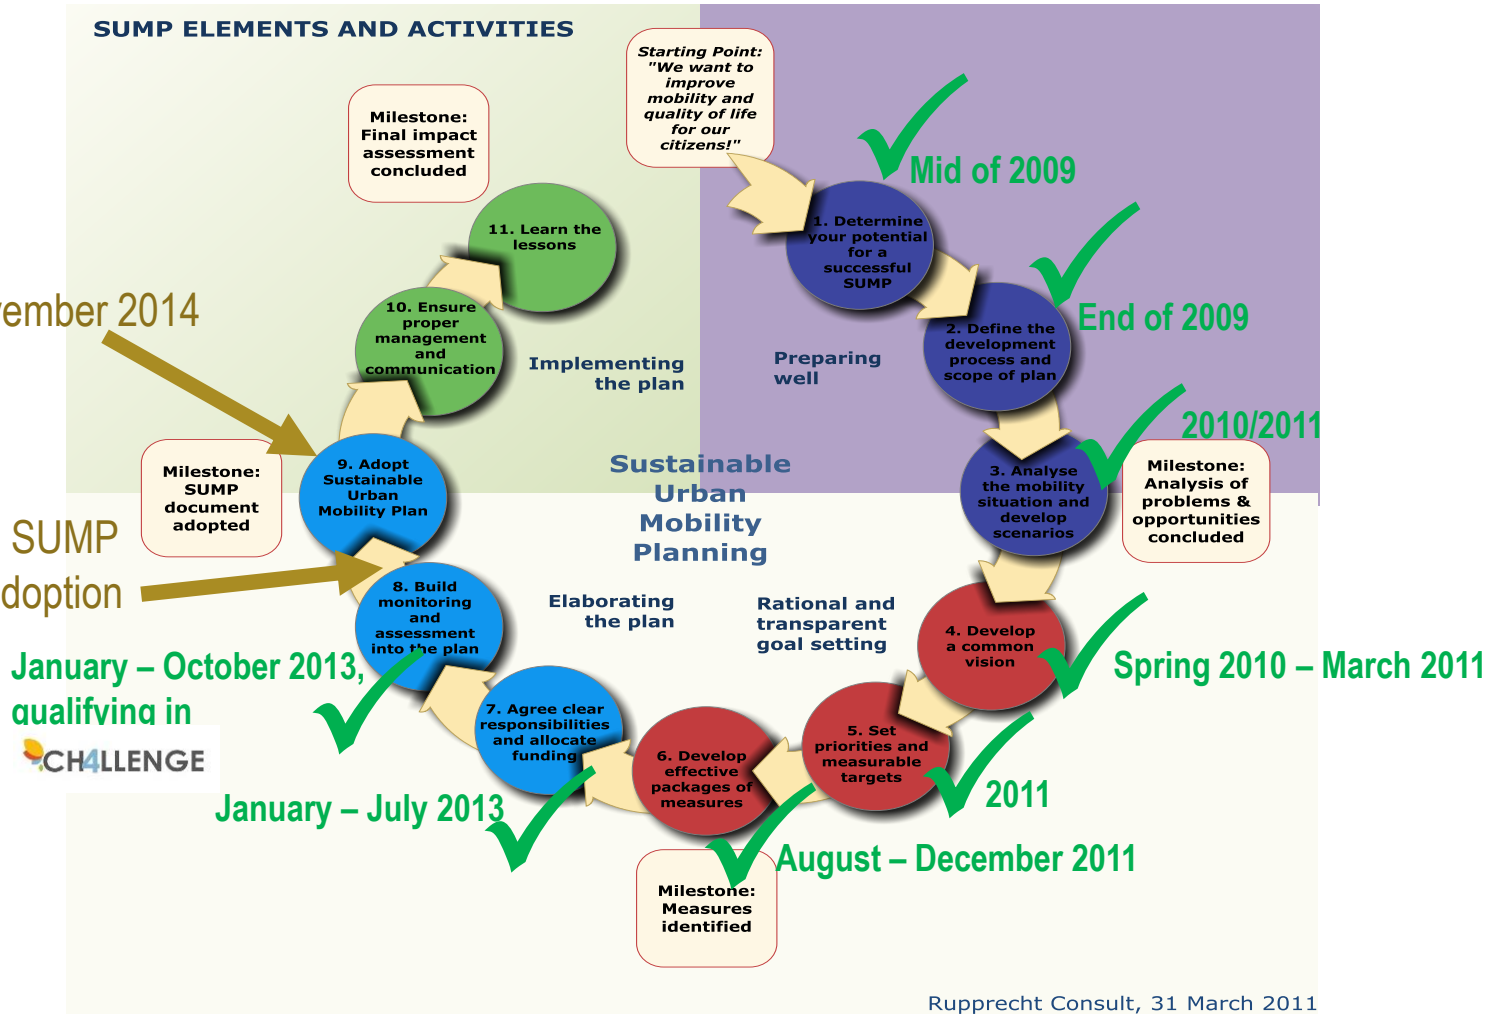 SUMP ELEMENTS AND ACTIVITIES
Starting Point:
"We want to
improve
mobility and
quality of life
for our
citizens!"
Milestone:
Final impact
assessment
concluded
Mid of 2009
1. Determine
your potential
for a
successful
SUMP
11. Learn the
lessons
End of 2009
2. Define the
development
process and
scope of plan
10. Ensure
proper
management
and
communication
vember 2014
Implementing
the plan
Preparing
well
2010/2011
Milestone:
Analysis of
problems &
opportunities
concluded
3. Analyse
the mobility
situation and
develop
scenarios
Sustainable
Urban
Mobility
Planning
9. Adopt
Sustainable
Urban
Mobility Plan
Milestone:
SUMP
document
adopted
SUMP
doption
8. Build
monitoring
and
assessment
into the plan
Elaborating
the plan
Rational and
transparent
goal setting
4. Develop
a common
vision
Spring 2010 – March 2011
January – October 2013,
qualifying in
CH4LLENGE
7. Agree clear
responsibilities
and allocate
funding
6. Develop
effective
packages of
measures
5. Set
priorities and
measurable
targets
2011
January – July 2013
August – December 2011
Milestone:
Measures
identified
Rupprecht Consult, 31 March 2011